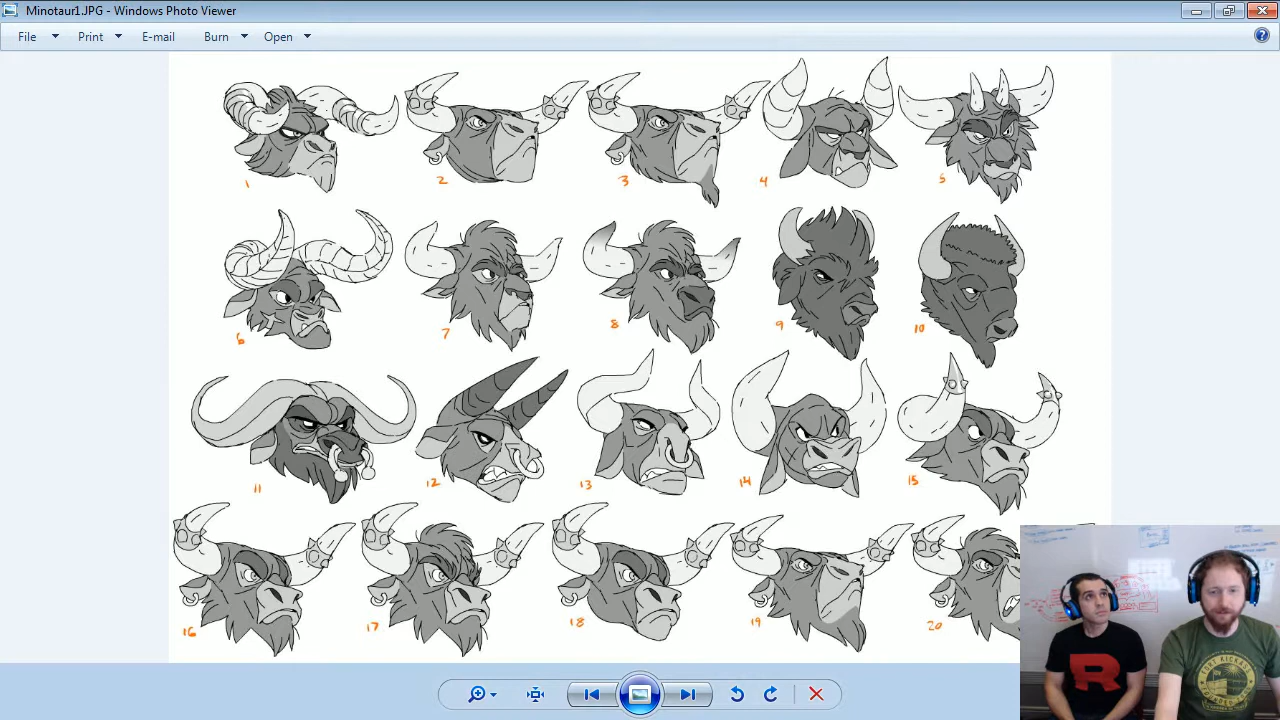 Minotaur1.JPG - Windows Photo Viewer
File Print E-mail Burn Open
1 2 3 4 5
6 7 8 9 10
11 12 13 14 15
16 17 18 19 20
R